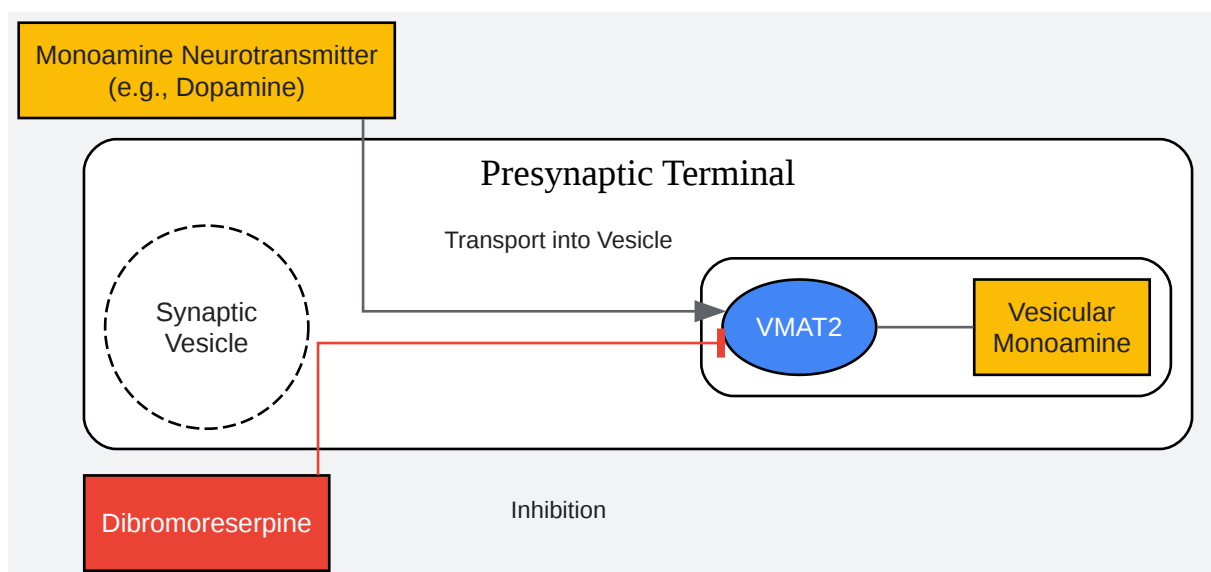 Monoamine Neurotransmitter
(e.g., Dopamine)
Presynaptic Terminal
Transport into Vesicle
Synaptic
Vesicle
VMAT2
Vesicular
Monoamine
Dibromoreserpine
Inhibition